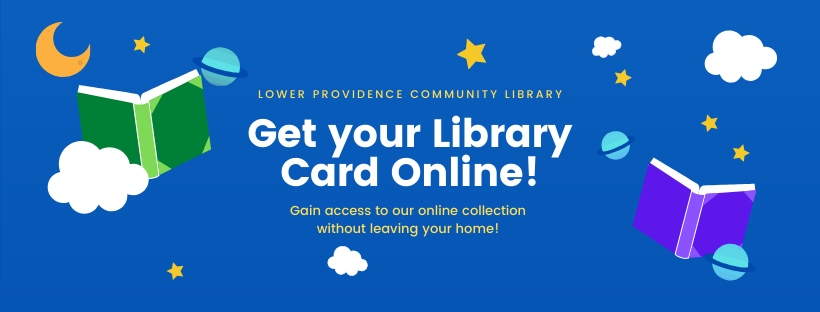 LOWER PROVIDENCE COMMUNITY LIBRARY
Get your Library
Card Online!
Gain access to our online collection
without leaving your home!